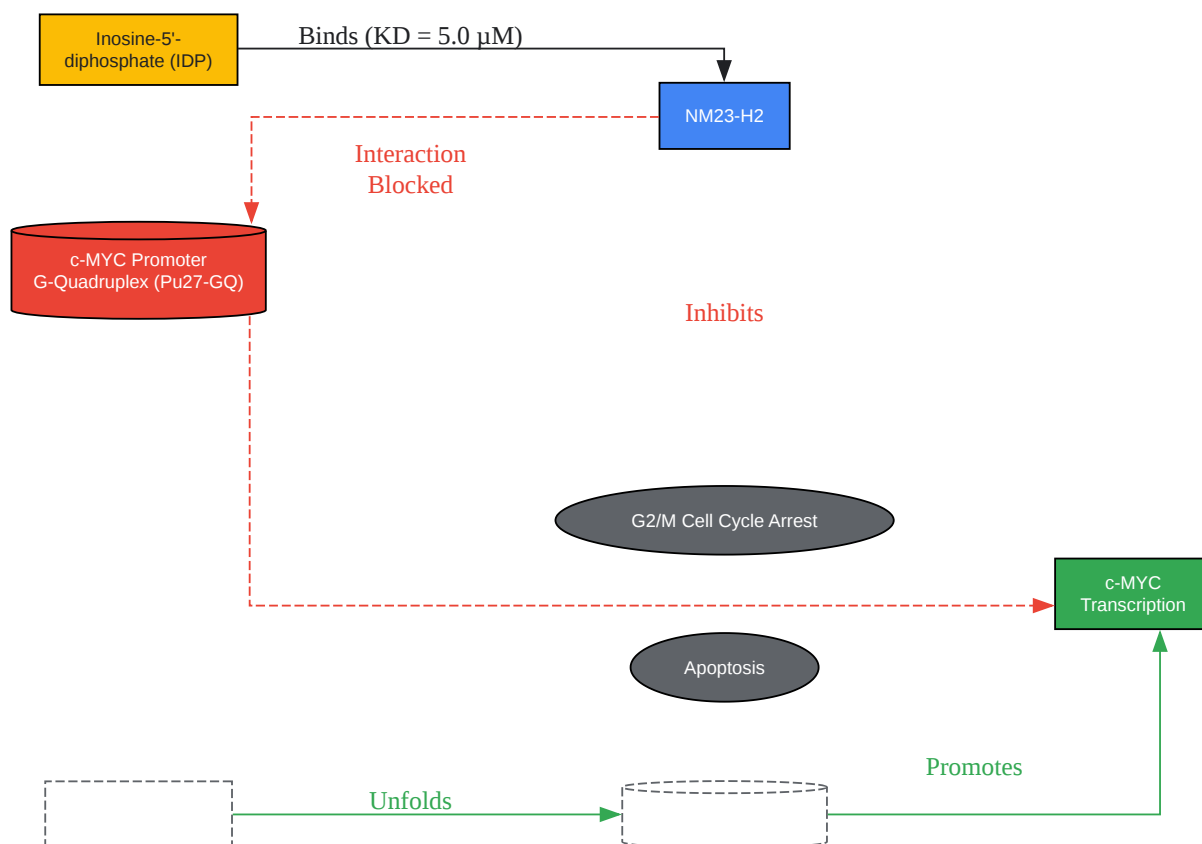 Inosine-5'-
diphosphate (IDP)
Binds (KD = 5.0 µM)
NM23-H2
Interaction
Blocked
c-MYC Promoter
G-Quadruplex (Pu27-GQ)
Inhibits
G2/M Cell Cycle Arrest
c-MYC
Transcription
Apoptosis
Promotes
Unfolds